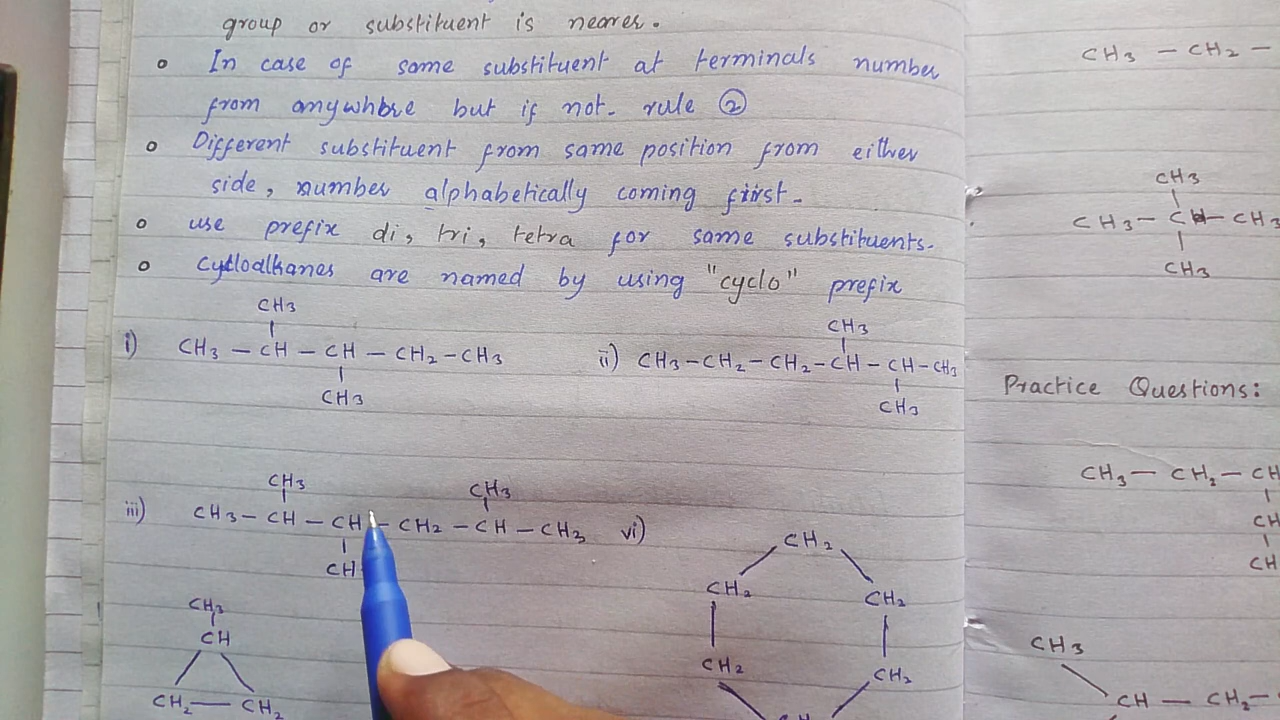 group or substituent is nearer.
o In case of same substituent at terminals number
from anywhere but if not- rule ②
o Different substituent from same position from either
side, number alphabetically coming first-
o use prefix di, tri, tetra for same substituents-
o Cycloalkanes are named by using "cyclo" prefix
CH3
i) CH3 — CH — CH — CH2 — CH3
CH3
CH3
ii) CH3-CH2-CH2-CH-CH-CH3
CH3
CH3 CH3
iii) CH3 — CH — CH — CH2 — CH — CH3
CH
CH3
CH
CH2 — CH2
vi)
CH2
CH2 CH2
CH2 CH2
CH3 — CH2 —
CH3
CH3 — CH — CH3
CH3
Practice Questions:
CH3 — CH2 — CH
CH
CH
CH3
CH — CH2-